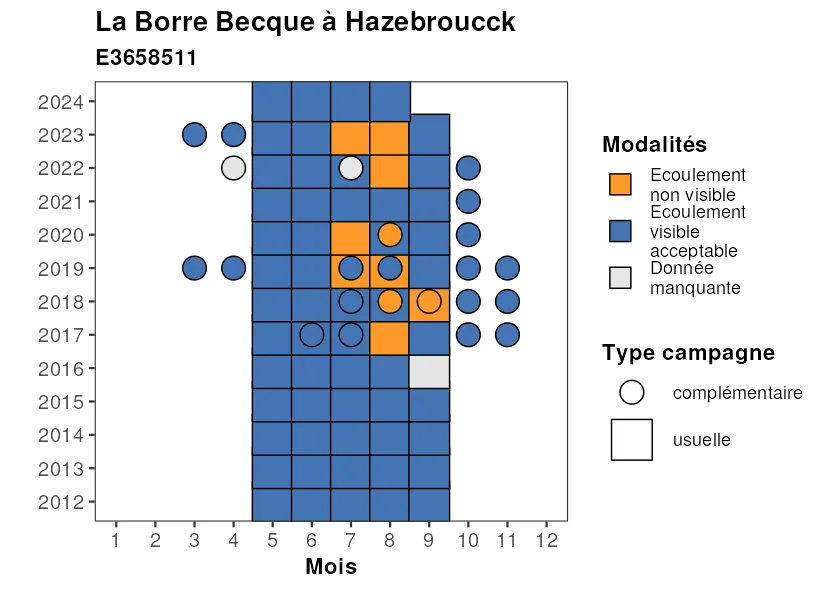 La Borre Becque à Hazebroucck
E3658511
2024
2023
2022
2021
2020
2019
2018
2017
2016
2015
2014
2013
2012
1 2 3 4 5 6 7 8 9 10 11 12
Mois
Modalités
Ecoulement
non visible
Ecoulement
visible
acceptable
Donnée
manquante
Type campagne
complémentaire
usuelle